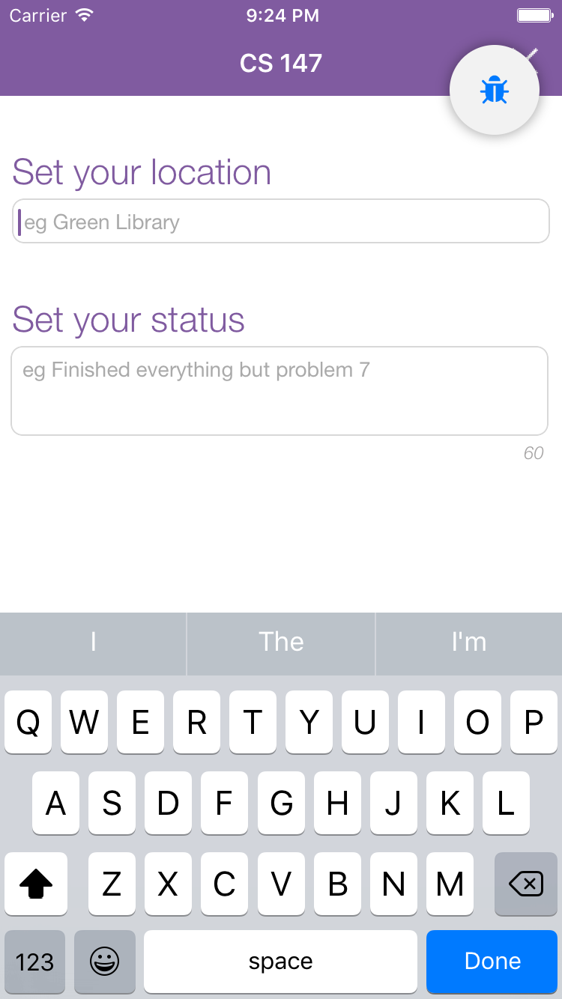 Carrier 9:24 PM
CS 147
Set your location
eg Green Library
Set your status
eg Finished everything but problem 7
60
I The I'm
Q W E R T Y U I O P
A S D F G H J K L
Z X C V B N M
123 space Done